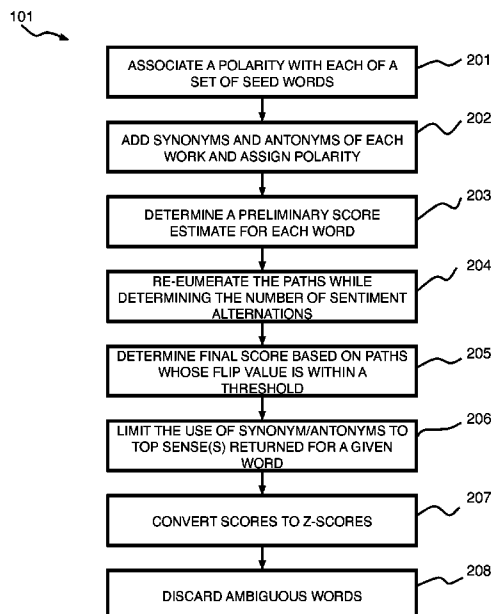 101
ASSOCIATE A POLARITY WITH EACH OF A
SET OF SEED WORDS
201
ADD SYNONYMS AND ANTONYMS OF EACH
WORK AND ASSIGN POLARITY
202
DETERMINE A PRELIMINARY SCORE
ESTIMATE FOR EACH WORD
203
RE-EUMERATE THE PATHS WHILE
DETERMINING THE NUMBER OF SENTIMENT
ALTERNATIONS
204
DETERMINE FINAL SCORE BASED ON PATHS
WHOSE FLIP VALUE IS WITHIN A
THRESHOLD
205
LIMIT THE USE OF SYNONYM/ANTONYMS TO
TOP SENSE(S) RETURNED FOR A GIVEN
WORD
206
CONVERT SCORES TO Z-SCORES
207
DISCARD AMBIGUOUS WORDS
208